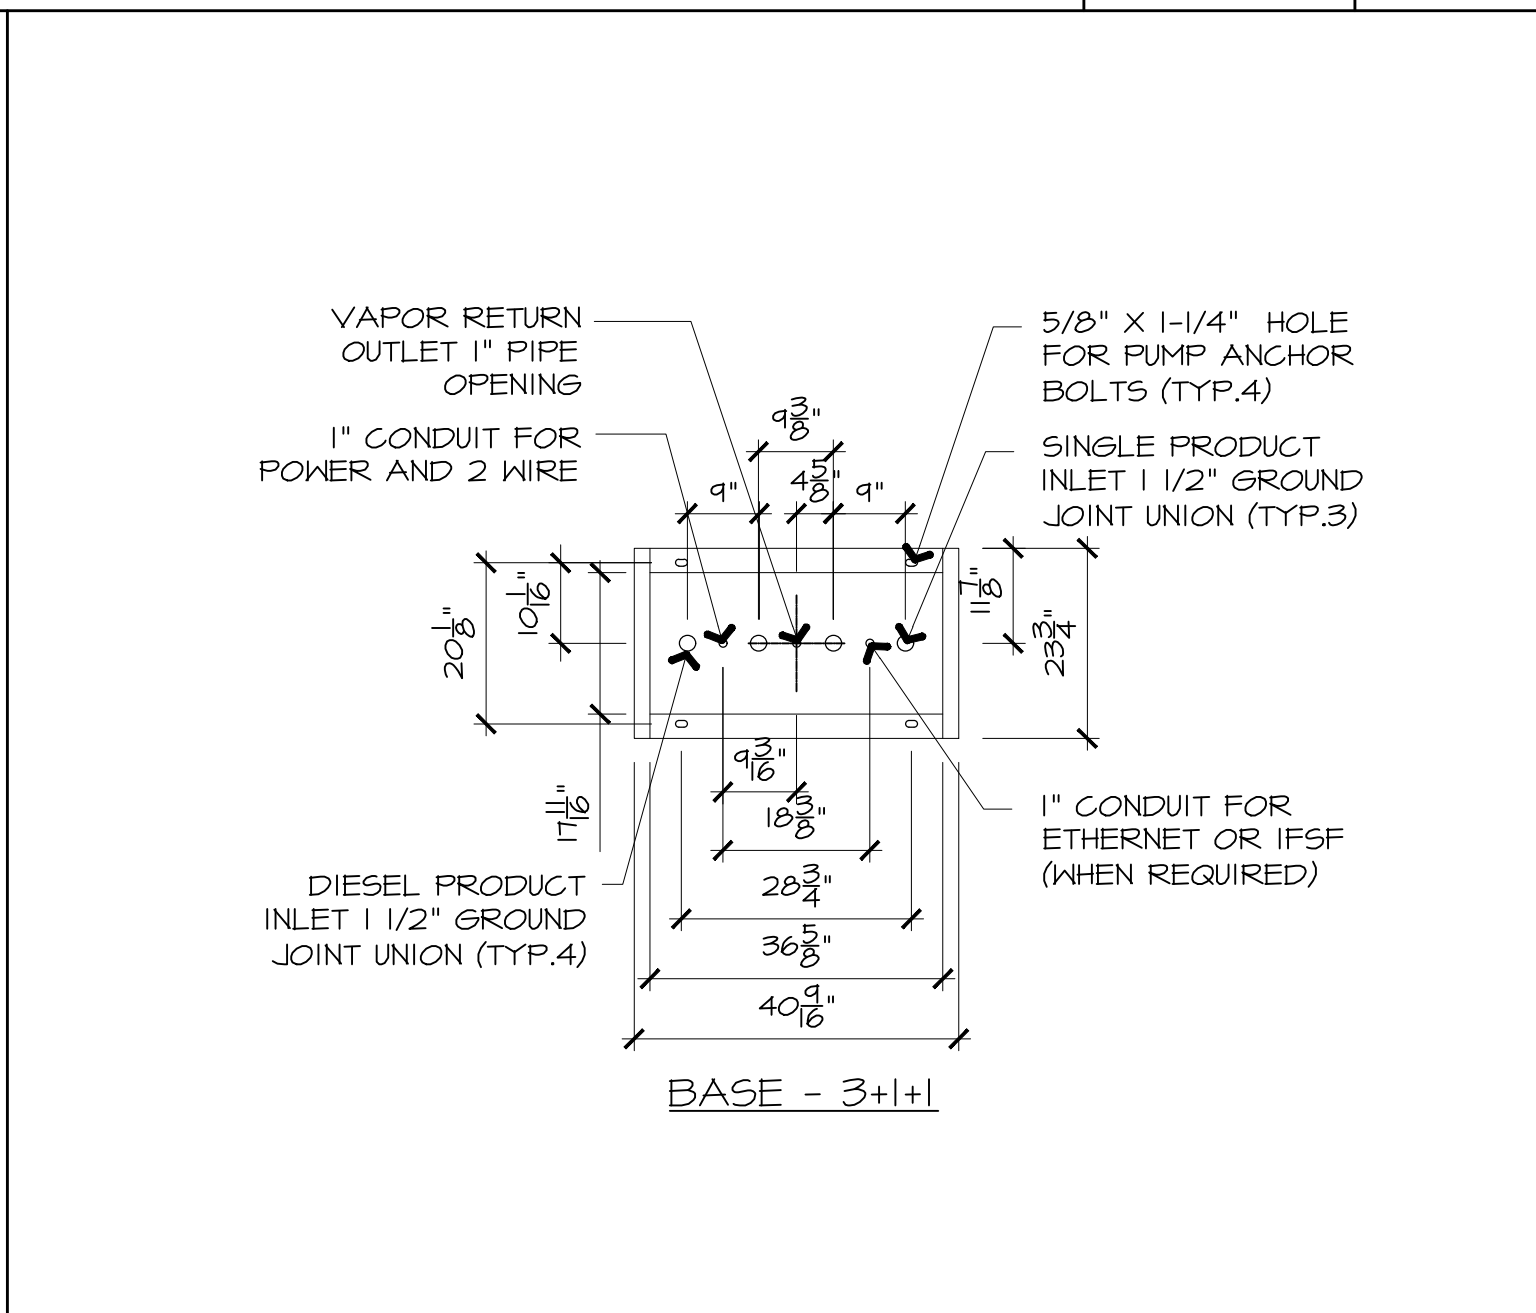 VAPOR RETURN
OUTLET 1" PIPE
OPENING
1" CONDUIT FOR
POWER AND 2 WIRE
5/8" X 1-1/4" HOLE
FOR PUMP ANCHOR
BOLTS (TYP.4)
SINGLE PRODUCT
INLET 1 1/2" GROUND
JOINT UNION (TYP.3)
9 3/8"
9"
4 5/8"
9"
20 1/8"
10 1/16"
11 7/8"
23 3/4"
17 11/16"
9 3/16"
18 3/8"
28 3/4"
36 5/8"
40 9/16"
DIESEL PRODUCT
INLET 1 1/2" GROUND
JOINT UNION (TYP.4)
1" CONDUIT FOR
ETHERNET OR IFSF
(WHEN REQUIRED)
BASE - 3+1+1